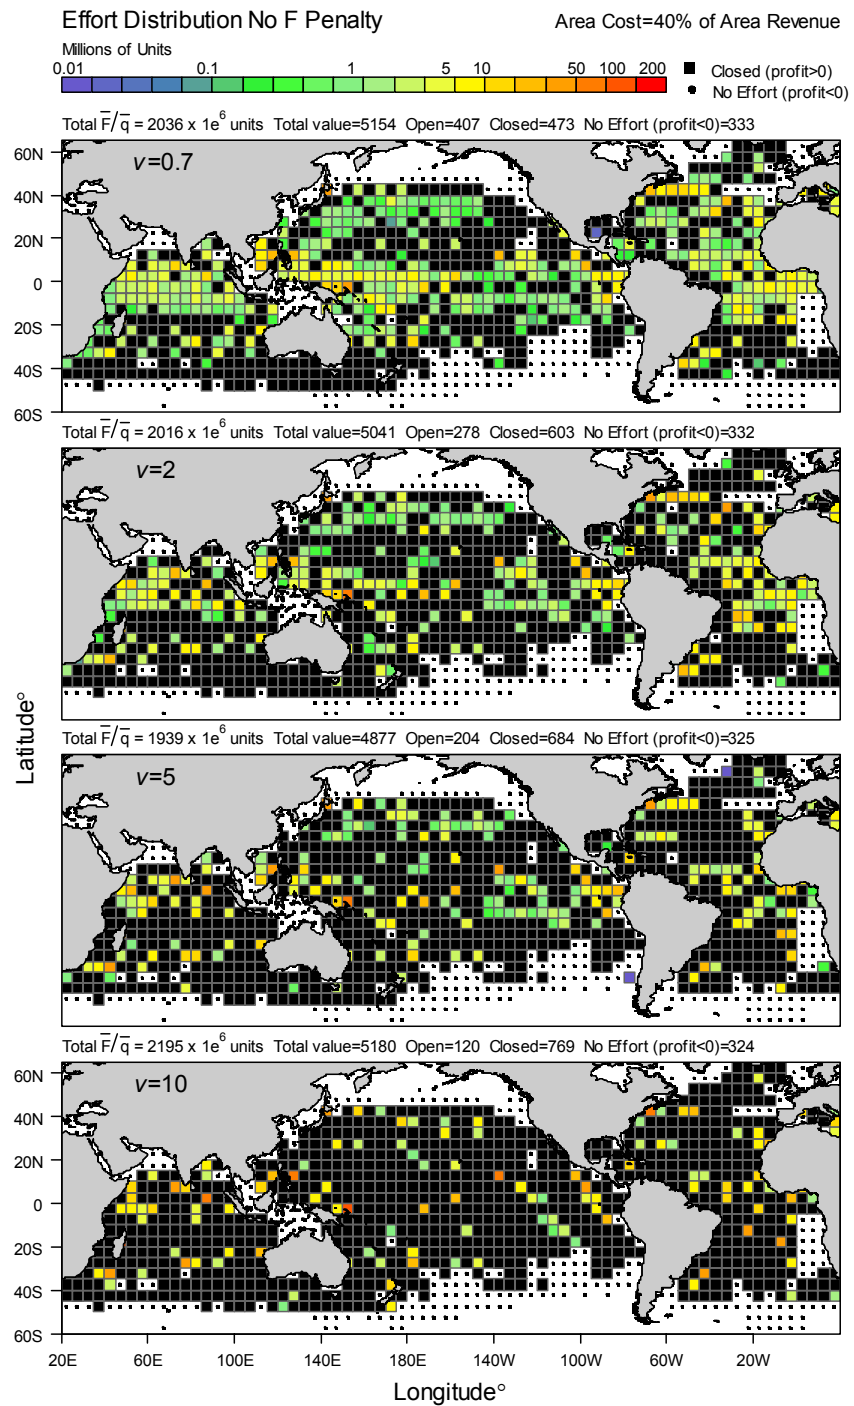 Effort Distribution No F Penalty Area Cost=40% of Area Revenue
Millions of Units
0.01 0.1 1 5 10 50 100 200
Closed (profit>0)
No Effort (profit<0)
Total F̅/q̅ = 2036 x 1e⁶ units Total value=5154 Open=407 Closed=473 No Effort (profit<0)=333
v=0.7
60N
40N
20N
0
20S
40S
60S
Total F̅/q̅ = 2016 x 1e⁶ units Total value=5041 Open=278 Closed=603 No Effort (profit<0)=332
v=2
Total F̅/q̅ = 1939 x 1e⁶ units Total value=4877 Open=204 Closed=684 No Effort (profit<0)=325
v=5
Latitude°
Total F̅/q̅ = 2195 x 1e⁶ units Total value=5180 Open=120 Closed=769 No Effort (profit<0)=324
v=10
60N
40N
20N
0
20S
40S
60S
20E 60E 100E 140E 180E 140W 100W 60W 20W
Longitude°